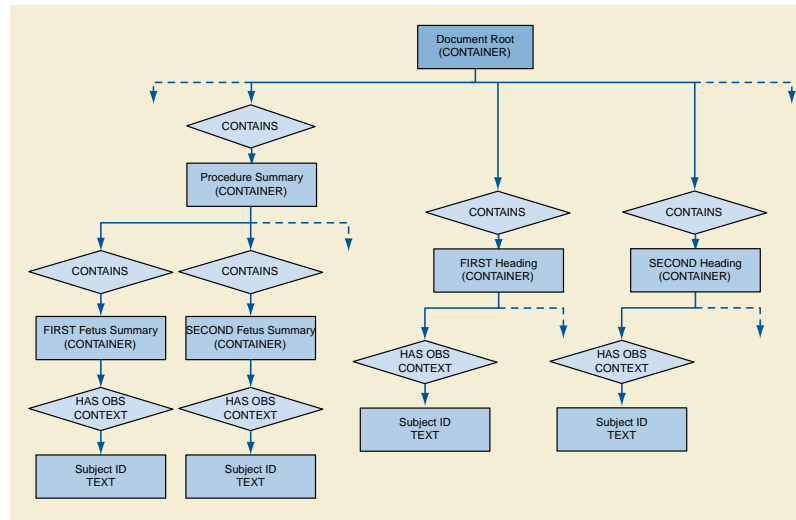 Document Root
(CONTAINER)
CONTAINS
Procedure Summary
(CONTAINER)
CONTAINS
CONTAINS
CONTAINS
CONTAINS
FIRST Heading
(CONTAINER)
SECOND Heading
(CONTAINER)
FIRST Fetus Summary
(CONTAINER)
SECOND Fetus Summary
(CONTAINER)
HAS OBS
CONTEXT
HAS OBS
CONTEXT
HAS OBS
CONTEXT
HAS OBS
CONTEXT
Subject ID
TEXT
Subject ID
TEXT
Subject ID
TEXT
Subject ID
TEXT